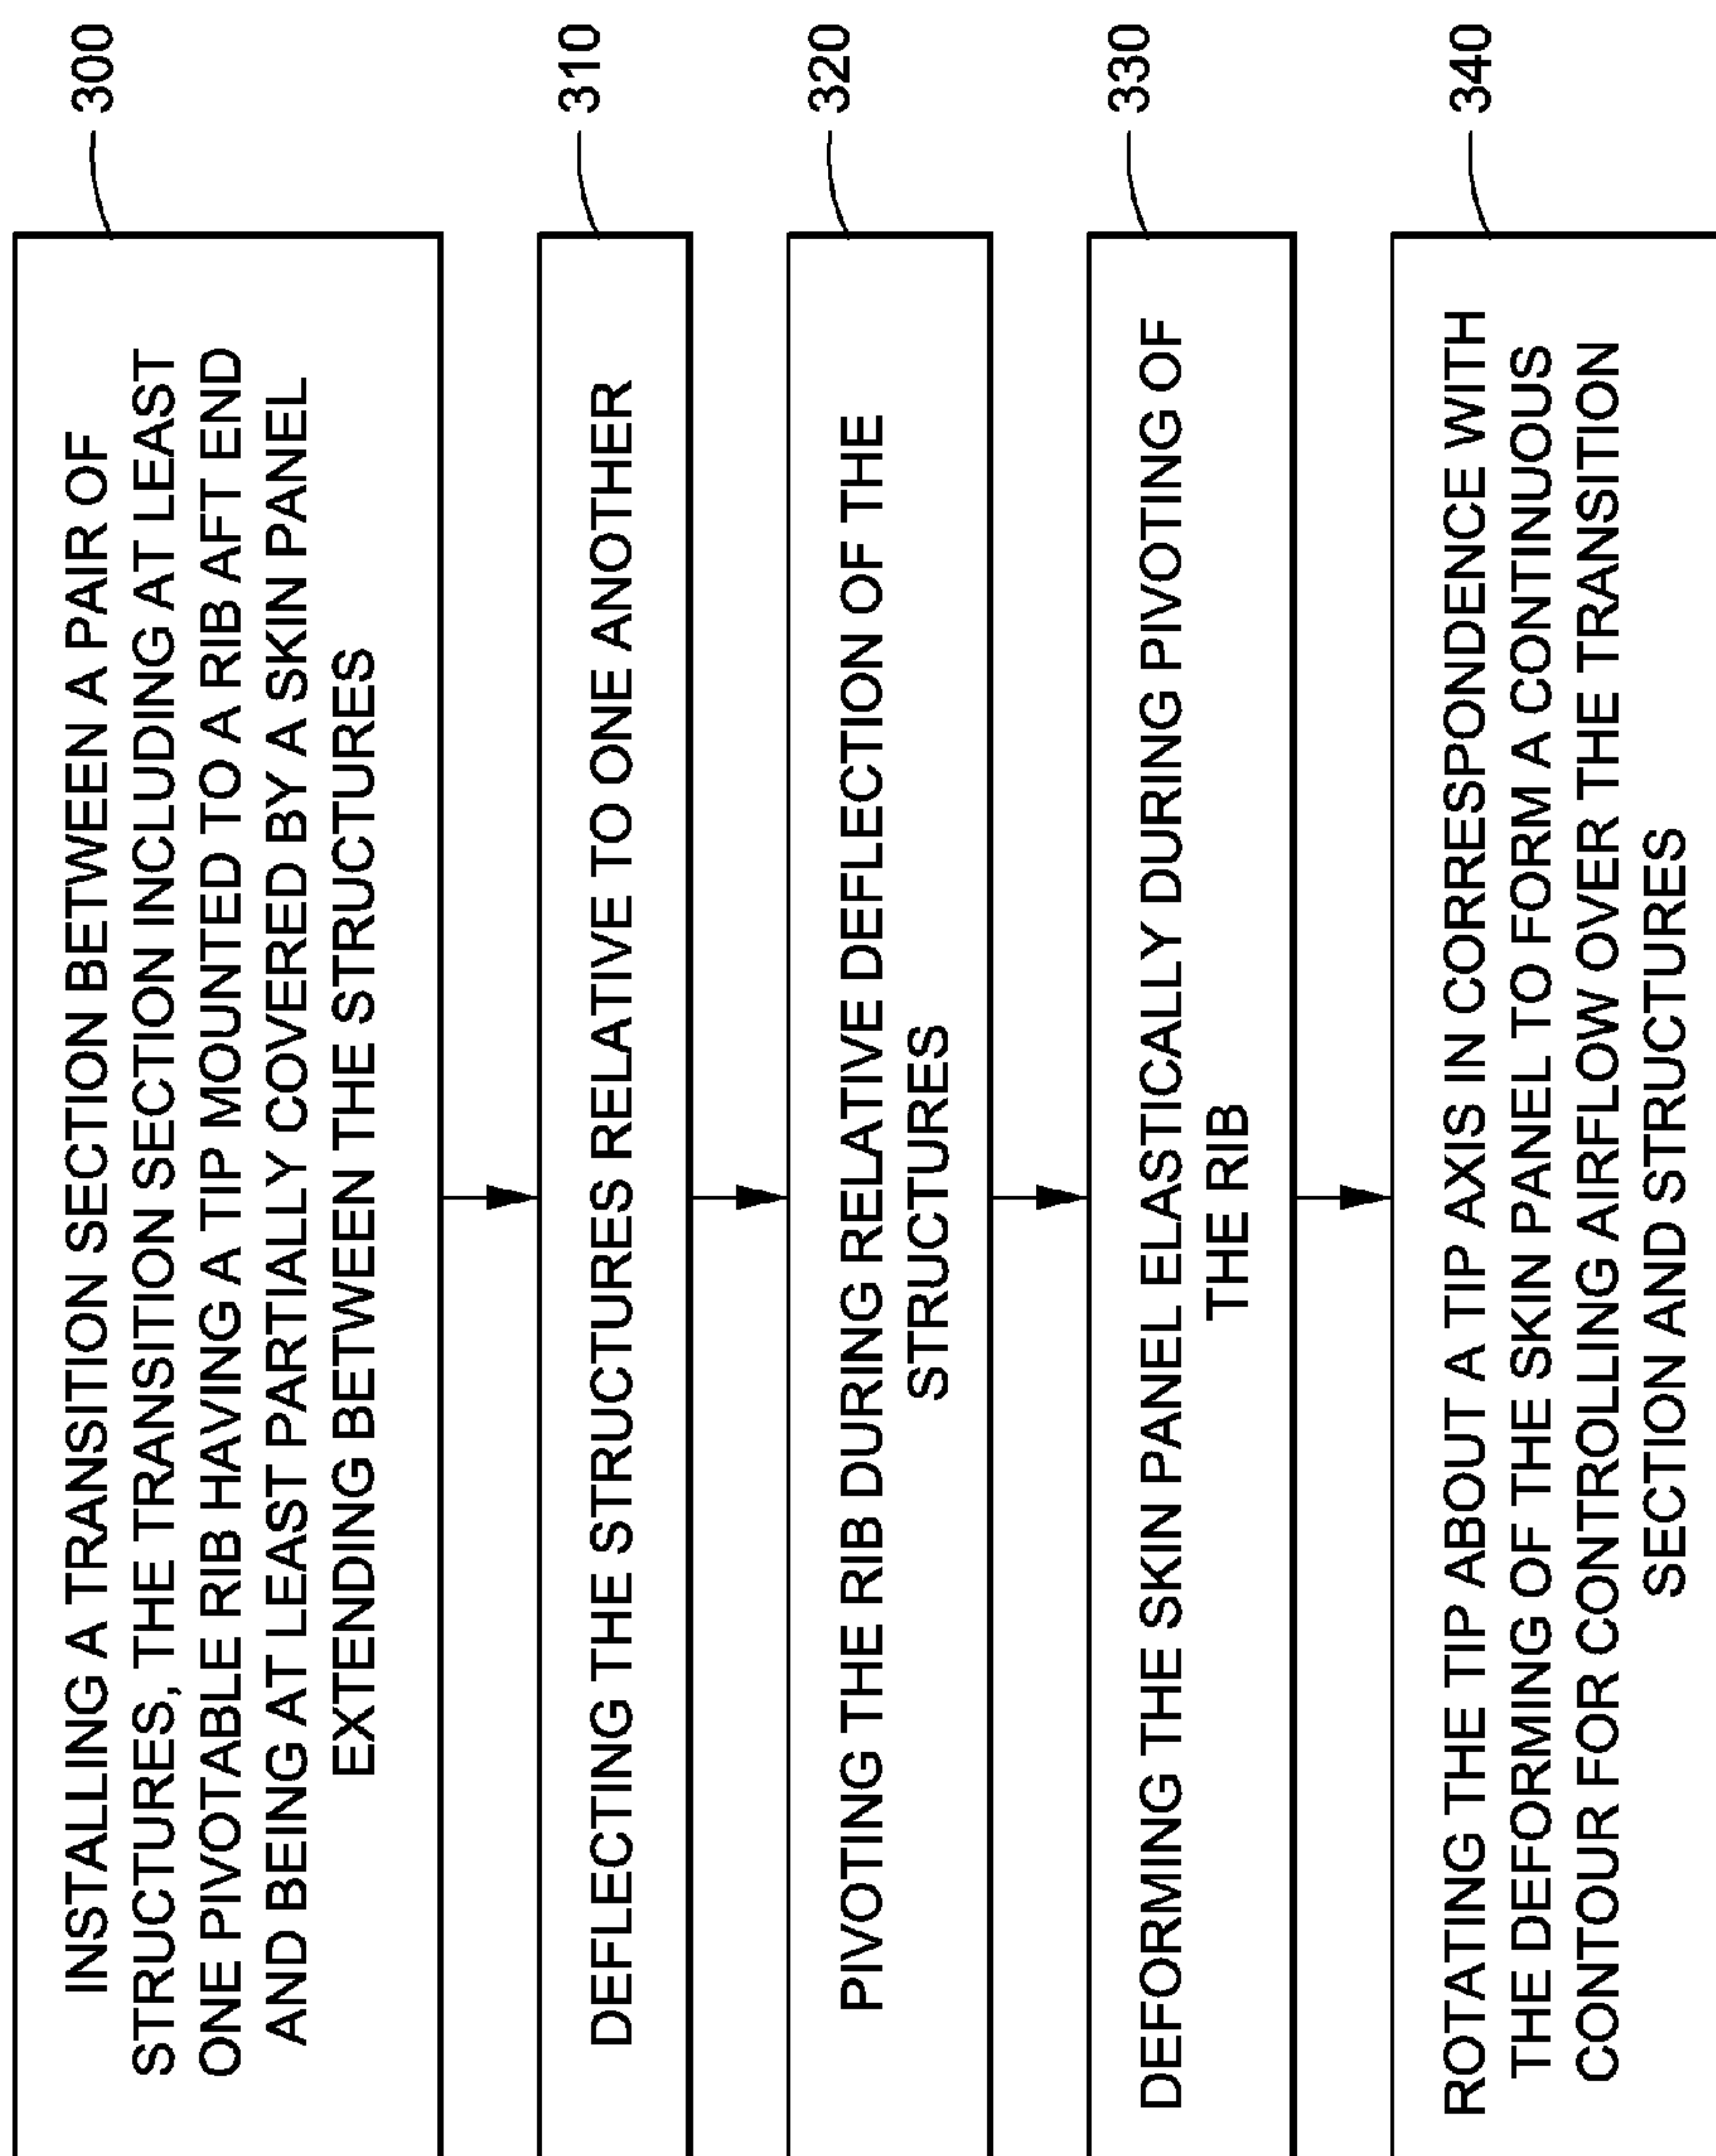 INSTALLING A TRANSITION SECTION BETWEEN A PAIR OF
STRUCTURES, THE TRANSITION SECTION INCLUDING AT LEAST
ONE PIVOTABLE RIB HAVING A TIP MOUNTED TO A RIB AFT END
AND BEING AT LEAST PARTIALLY COVERED BY A SKIN PANEL
EXTENDING BETWEEN THE STRUCTURES
300
DEFLECTING THE STRUCTURES RELATIVE TO ONE ANOTHER
310
PIVOTING THE RIB DURING RELATIVE DEFLECTION OF THE
STRUCTURES
320
DEFORMING THE SKIN PANEL ELASTICALLY DURING PIVOTING OF
THE RIB
330
ROTATING THE TIP ABOUT A TIP AXIS IN CORRESPONDENCE WITH
THE DEFORMING OF THE SKIN PANEL TO FORM A CONTINUOUS
CONTOUR FOR CONTROLLING AIRFLOW OVER THE TRANSITION
SECTION AND STRUCTURES
340